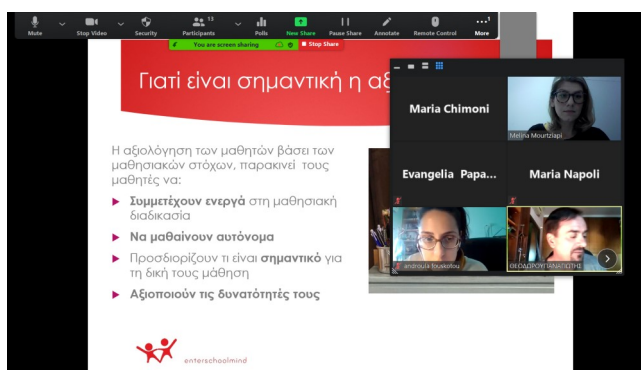 13
1
Mute
Stop Video
Security
Participants
Polls
New Share
Pause Share
Annotate
Remote Control
More
You are screen sharing
Stop Share
Γιατί είναι σημαντική η αξ
Maria Chimoni
Melina Mourtziapi
Evangelia Papa...
Maria Napoli
androula fouskotou
ΘΕΟΔΩΡΟΥΠΑΝΑΓΙΩΤΗΣ
Η αξιολόγηση των μαθητών βάσει των
μαθησιακών στόχων, παρακινεί τους
μαθητές να:
Συμμετέχουν ενεργά στη μαθησιακή
διαδικασία
Να μαθαίνουν αυτόνομα
Προσδιορίζουν τι είναι σημαντικό για
τη δική τους μάθηση
Αξιοποιούν τις δυνατότητές τους
enterschoolmind